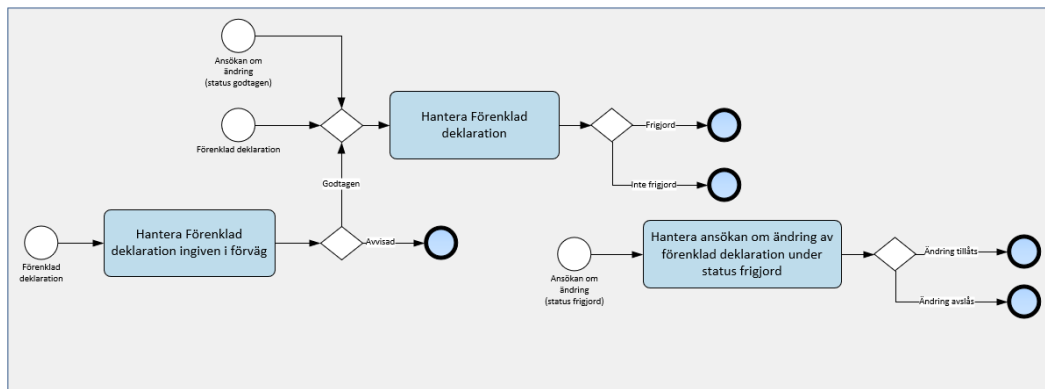 Ansökan om
ändring
(status godtagen)
Hantera Förenklad
deklaration
Frigjord
Förenklad deklaration
Godtagen
Inte frigjord
Hantera Förenklad
deklaration ingiven i förväg
Avvisad
Förenklad
deklaration
Hantera ansökan om ändring av
förenklad deklaration under
status frigjord
Ändring tillåts
Ansökan om
ändring
(status frigjord)
Ändring avslås